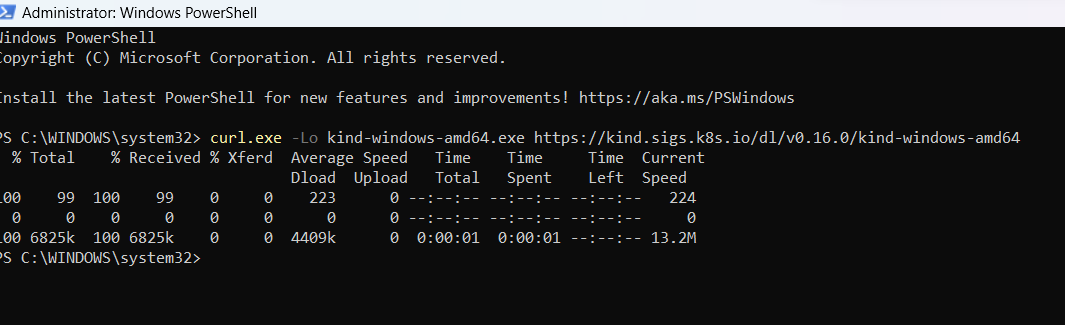 Administrator: Windows PowerShell
Windows PowerShell
Copyright (C) Microsoft Corporation. All rights reserved.
Install the latest PowerShell for new features and improvements! https://aka.ms/PSWindows
PS C:\WINDOWS\system32> curl.exe -Lo kind-windows-amd64.exe https://kind.sigs.k8s.io/dl/v0.16.0/kind-windows-amd64
% Total % Received % Xferd Average Speed Time Time Time Current
Dload Upload Total Spent Left Speed
100 99 100 99 0 0 223 0 --:--:-- --:--:-- --:--:-- 224
0 0 0 0 0 0 0 0 --:--:-- --:--:-- --:--:-- 0
100 6825k 100 6825k 0 0 4409k 0 0:00:01 0:00:01 --:--:-- 13.2M
PS C:\WINDOWS\system32>